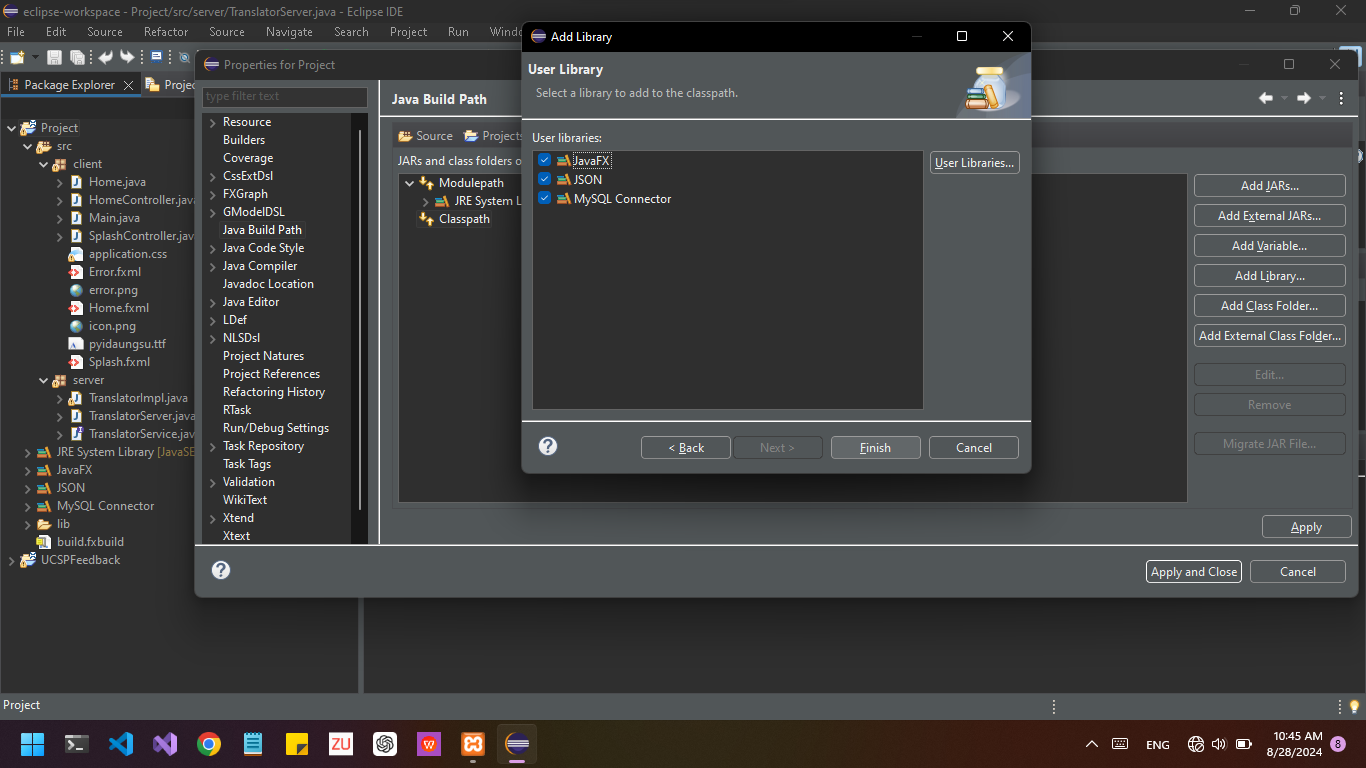 eclipse-workspace - Project/src/server/TranslatorServer.java - Eclipse IDE
File Edit Source Refactor Source Navigate Search Project Run
Package Explorer
Add Library
User Library
Select a library to add to the classpath.
User libraries:
JavaFX
JSON
MySQL Connector
User Libraries...
< Back Next > Finish Cancel
Properties for Project
type filter text
Resource
Builders
Coverage
CssExtDsl
FXGraph
GModelDSL
Java Build Path
Java Code Style
Java Compiler
Javadoc Location
Java Editor
LDef
NLSDsl
Project Natures
Project References
Refactoring History
RTask
Run/Debug Settings
Task Repository
Task Tags
Validation
WikiText
Xtend
Xtext
Java Build Path
Source Projects
JARs and class folders o
Modulepath
JRE System L
Classpath
Add JARs...
Add External JARs...
Add Variable...
Add Library...
Add Class Folder...
Add External Class Folder...
Edit...
Remove
Migrate JAR File...
Apply
Apply and Close Cancel
Project
src
client
Home.java
HomeController.java
Main.java
SplashController.jav
application.css
Error.fxml
error.png
Home.fxml
icon.png
pyidaungsu.ttf
Splash.fxml
server
TranslatorImpl.java
TranslatorServer.java
TranslatorService.jav
JRE System Library [JavaSE
JavaFX
JSON
MySQL Connector
lib
build.fxbuild
UCSPFeedback
Project
ZU
W
ENG
10:45 AM
8/28/2024
8